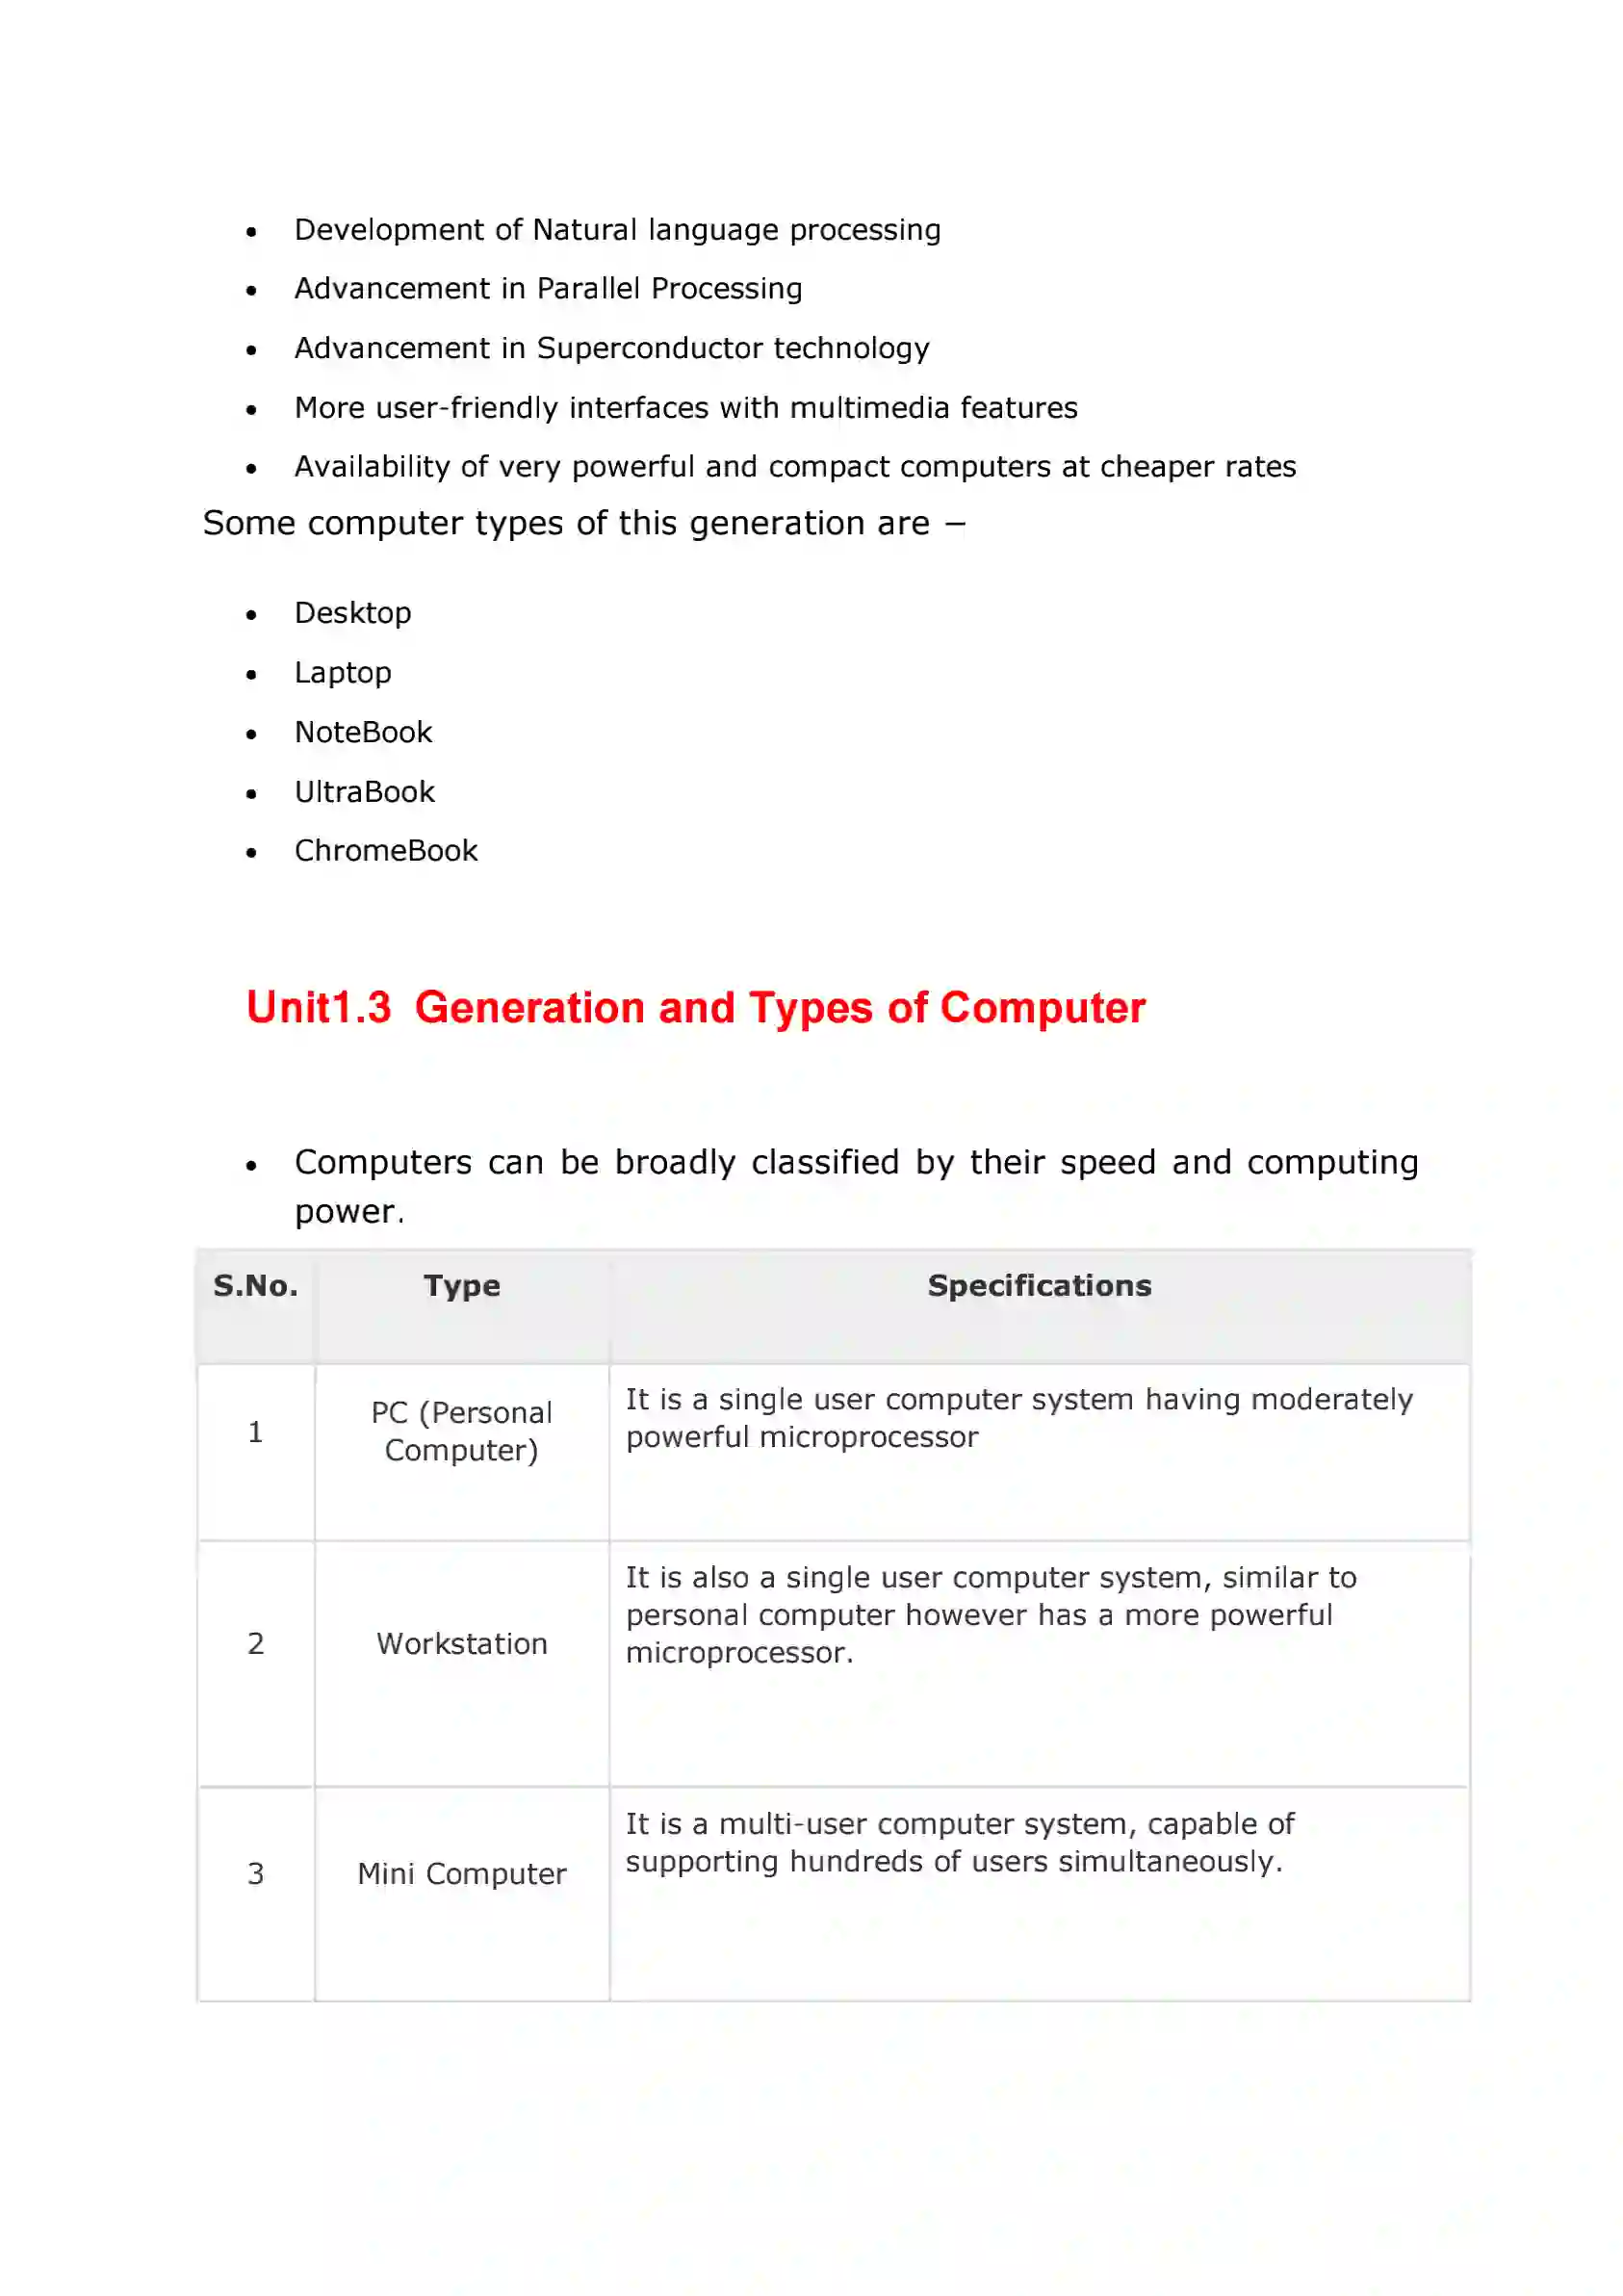 • Development of Natural language processing
• Advancement in Parallel Processing
• Advancement in Superconductor technology
• More user-friendly interfaces with multimedia features
• Availability of very powerful and compact computers at cheaper rates
Some computer types of this generation are −
• Desktop
• Laptop
• NoteBook
• UltraBook
• ChromeBook
Unit1.3 Generation and Types of Computer
• Computers can be broadly classified by their speed and computing
power.
S.No. Type Specifications
1 PC (Personal Computer) It is a single user computer system having moderately
powerful microprocessor
2 Workstation It is also a single user computer system, similar to
personal computer however has a more powerful
microprocessor.
3 Mini Computer It is a multi-user computer system, capable of
supporting hundreds of users simultaneously.